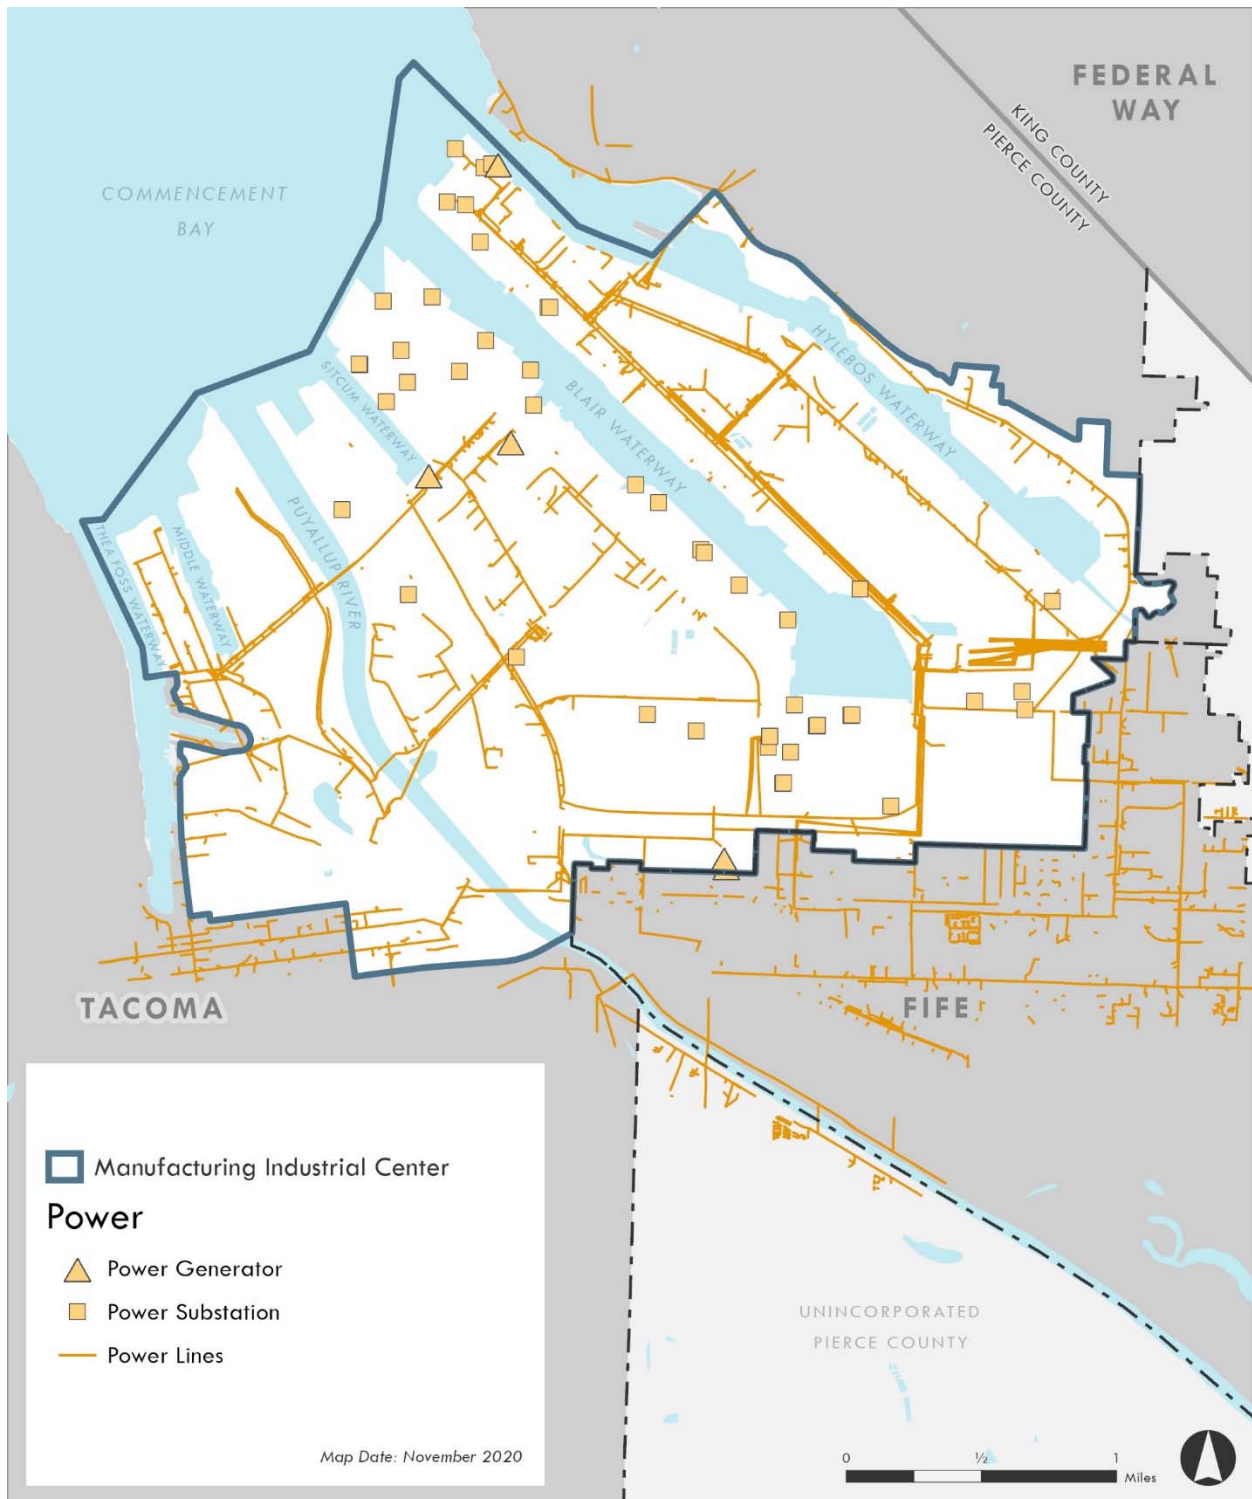 FEDERAL
WAY
KING COUNTY
PIERCE COUNTY
COMMENCEMENT
BAY
HYLEBOS WATERWAY
SITCUM WATERWAY
BLAIR WATERWAY
PUYALLUP RIVER
MIDDLE WATERWAY
THEA FOSS WATERWAY
TACOMA
FIFE
Manufacturing Industrial Center
Power
Power Generator
Power Substation
Power Lines
Map Date: November 2020
UNINCORPORATED
PIERCE COUNTY
0 ½ 1
Miles